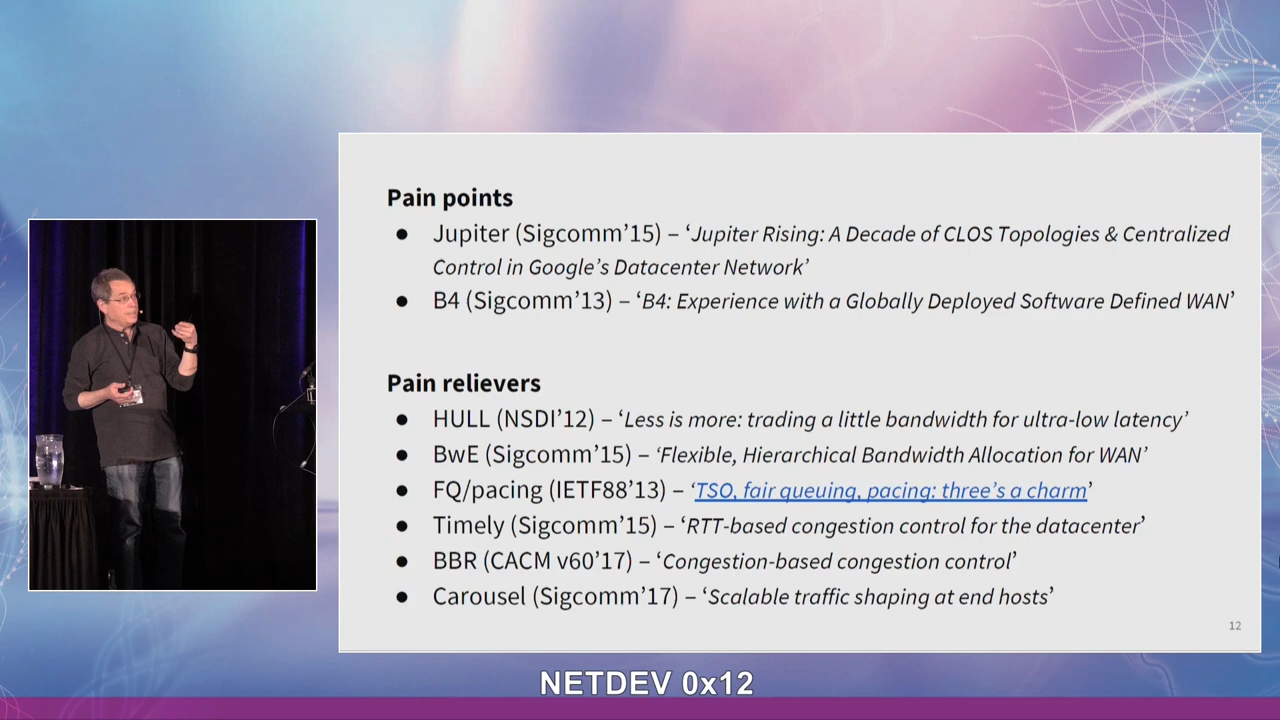 Pain points
● Jupiter (Sigcomm’15) – ‘Jupiter Rising: A Decade of CLOS Topologies & Centralized
Control in Google’s Datacenter Network’
● B4 (Sigcomm’13) – ‘B4: Experience with a Globally Deployed Software Defined WAN’
Pain relievers
● HULL (NSDI’12) – ‘Less is more: trading a little bandwidth for ultra-low latency’
● BwE (Sigcomm’15) – ‘Flexible, Hierarchical Bandwidth Allocation for WAN’
● FQ/pacing (IETF88’13) – ‘TSO, fair queuing, pacing: three’s a charm’
● Timely (Sigcomm’15) – ‘RTT-based congestion control for the datacenter’
● BBR (CACM v60’17) – ‘Congestion-based congestion control’
● Carousel (Sigcomm’17) – ‘Scalable traffic shaping at end hosts’
12
NETDEV 0x12